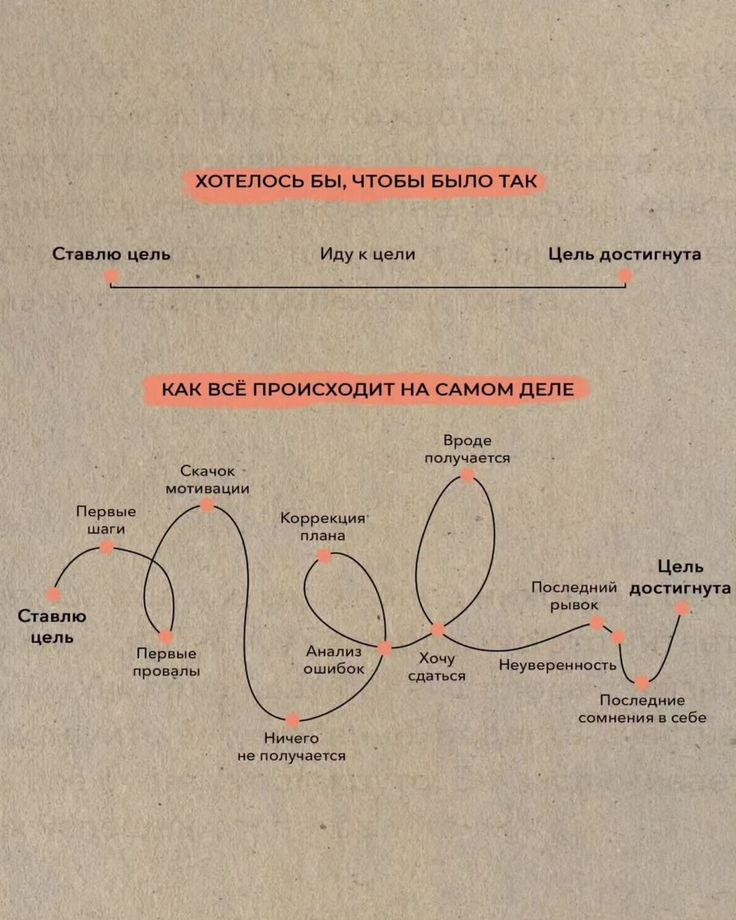 ХОТЕЛОСЬ БЫ, ЧТОБЫ БЫЛО ТАК
Ставлю цель
Иду к цели
Цель достигнута
КАК ВСЁ ПРОИСХОДИТ НА САМОМ ДЕЛЕ
Ставлю
цель
Первые
шаги
Первые
провалы
Скачок
мотивации
Ничего
не получается
Коррекция
плана
Анализ
ошибок
Хочу
сдаться
Вроде
получается
Неуверенность
Последний
рывок
Последние
сомнения в себе
Цель
достигнута